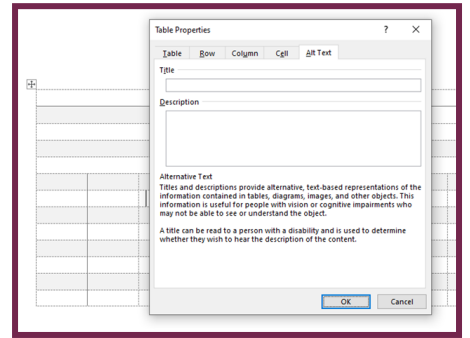 Table Properties ? ×
Table Row Column Cell Alt Text
Title
Description
Alternative Text
Titles and descriptions provide alternative, text-based representations of the
information contained in tables, diagrams, images, and other objects. This
information is useful for people with vision or cognitive impairments who
may not be able to see or understand the object.
A title can be read to a person with a disability and is used to determine
whether they wish to hear the description of the content.
OK Cancel